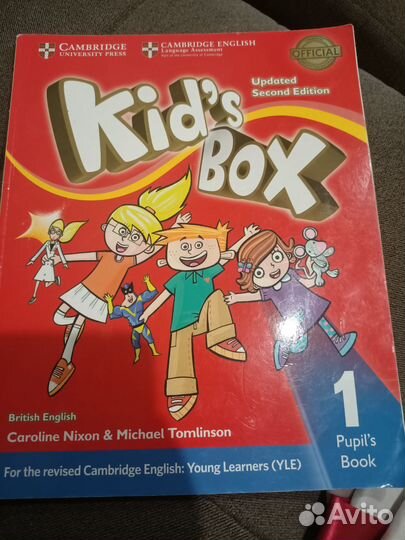 CAMBRIDGE
UNIVERSITY PRESS
CAMBRIDGE ENGLISH
Language Assessment
Part of the University of Cambridge
OFFICIAL
Updated
Second Edition
Kid's
BOX
British English
Caroline Nixon & Michael Tomlinson
1
Pupil's
Book
For the revised Cambridge English: Young Learners (YLE)
Avito